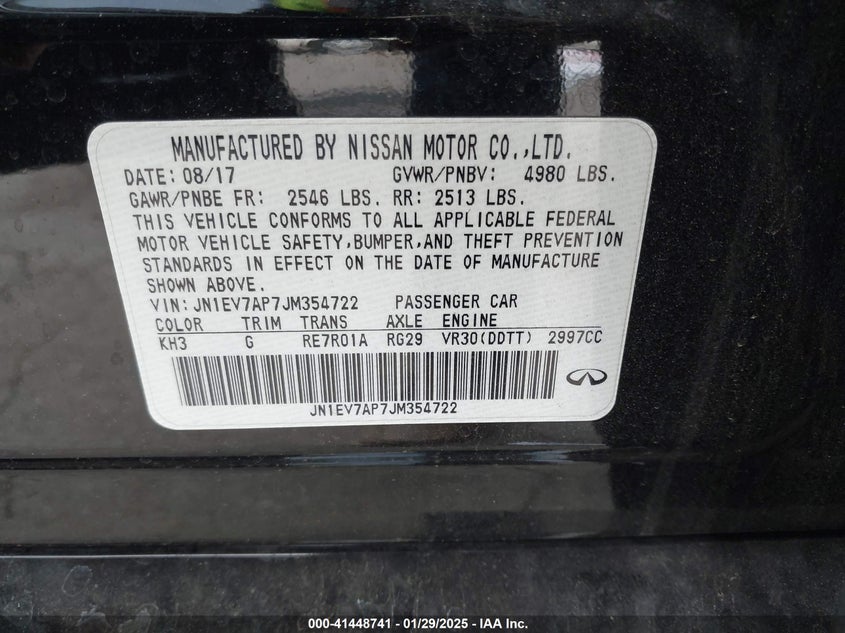 MANUFACTURED BY NISSAN MOTOR CO.,LTD.
DATE: 08/17 GVWR/PNBV: 4980 LBS.
GAWR/PNBE FR: 2546 LBS. RR: 2513 LBS.
THIS VEHICLE CONFORMS TO ALL APPLICABLE FEDERAL
MOTOR VEHICLE SAFETY,BUMPER,AND THEFT PREVENTION
STANDARDS IN EFFECT ON THE DATE OF MANUFACTURE
SHOWN ABOVE.
VIN: JN1EV7AP7JM354722 PASSENGER CAR
COLOR TRIM TRANS AXLE ENGINE
KH3 G RE7R01A RG29 VR30(DDTT) 2997CC
JN1EV7AP7JM354722
000-41448741 / 01/29/2025 / IAA Inc.